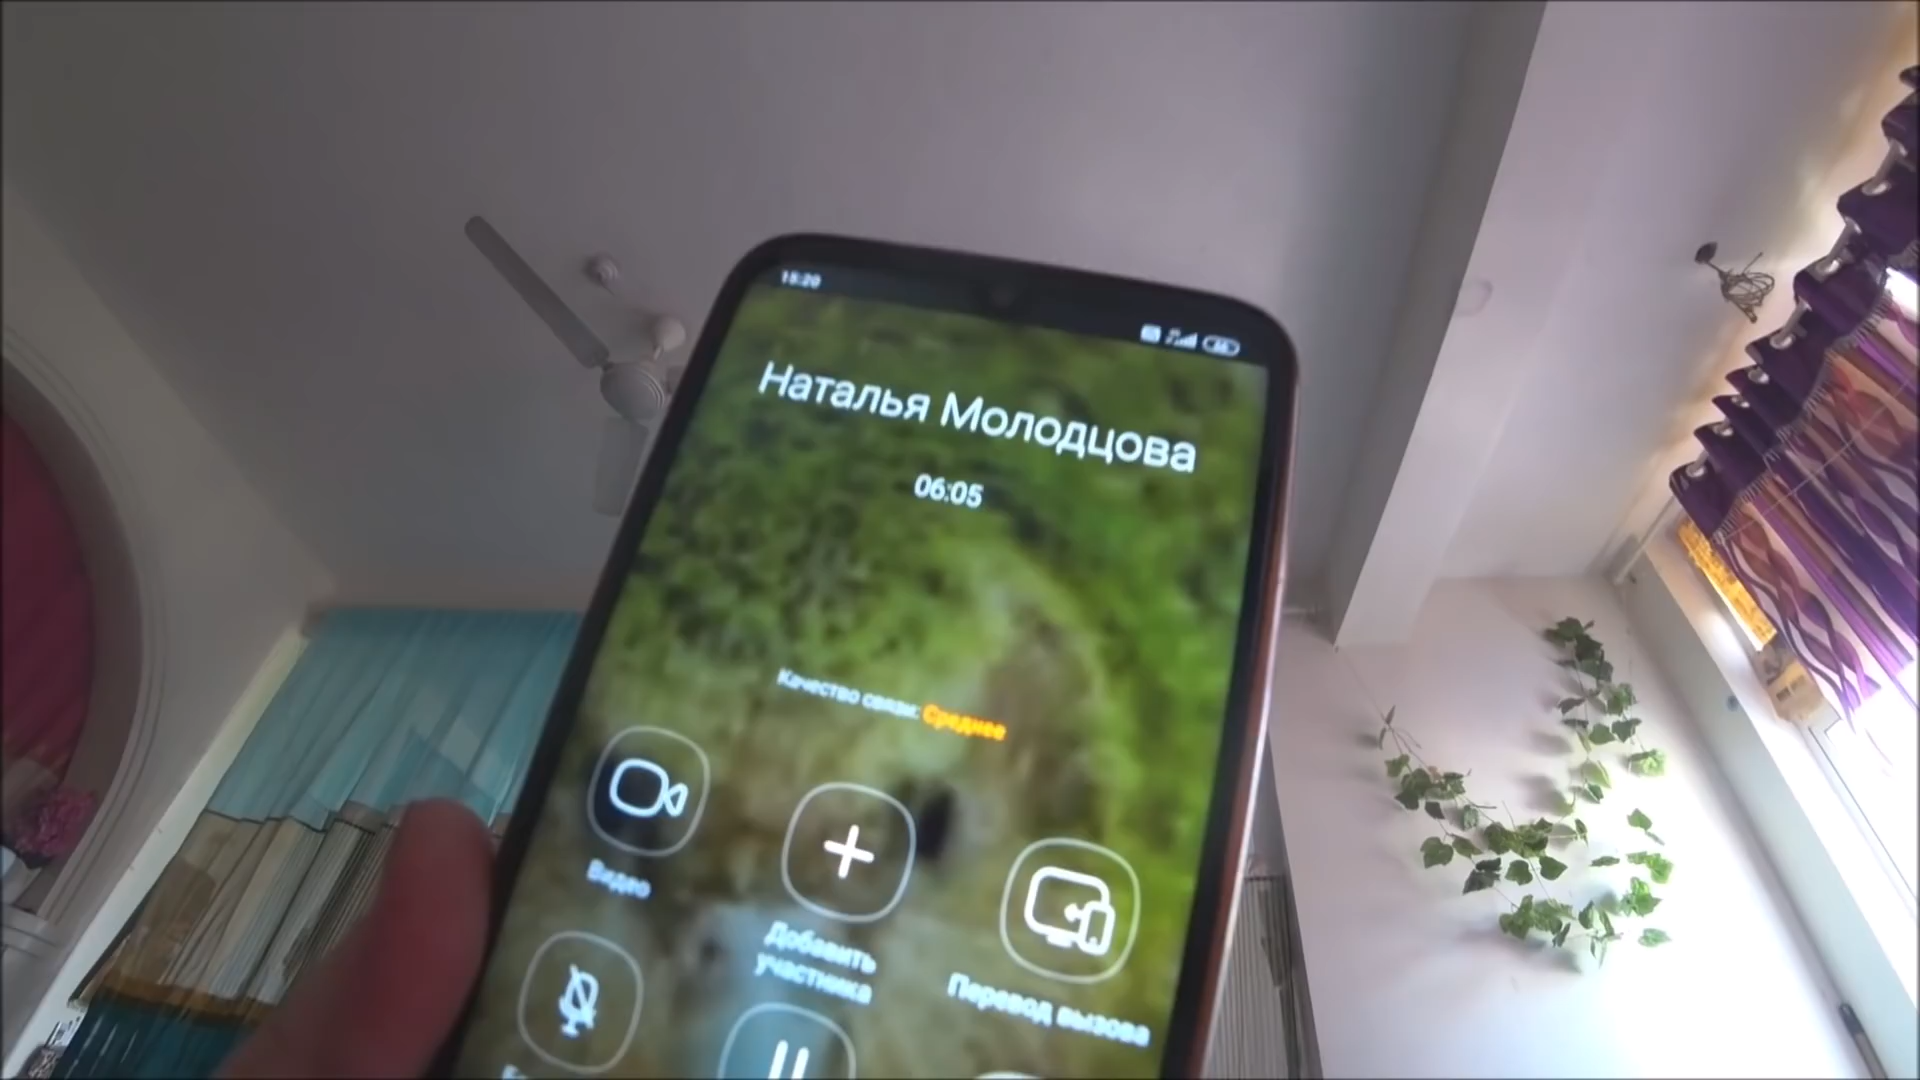 15:20
Наталья Молодцова
06:05
Качество связи: Среднее
Видео
Добавить
участника
Перевод вызова